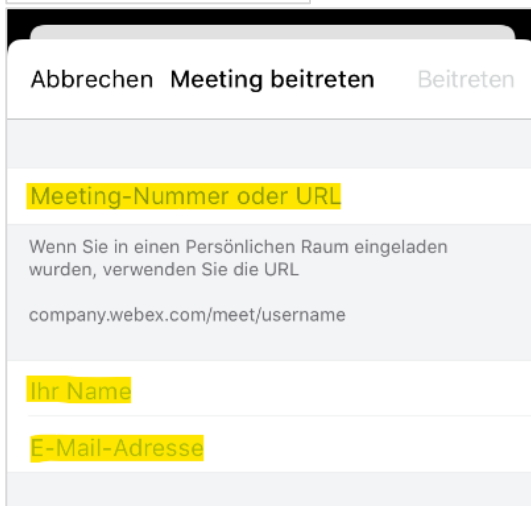 Abbrechen Meeting beitreten Beitreten
Meeting-Nummer oder URL
Wenn Sie in einen Persönlichen Raum eingeladen
wurden, verwenden Sie die URL
company.webex.com/meet/username
Ihr Name
E-Mail-Adresse